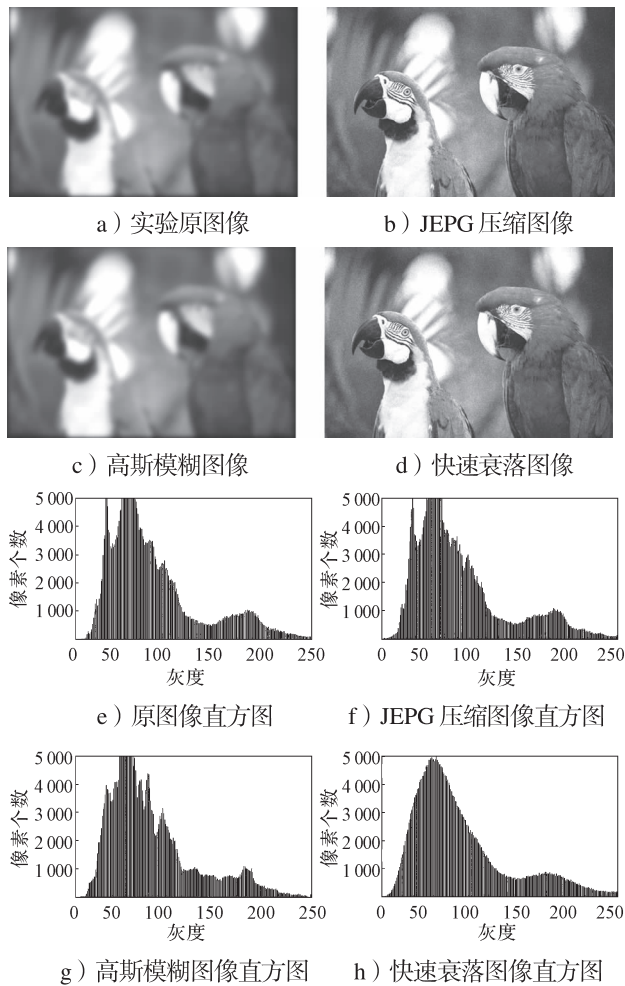 a）实验原图像
b）JEPG 压缩图像
c）高斯模糊图像
d）快速衰落图像
5 000
4 000
3 000
2 000
1 000
像素个数
0 50 100 150 200 250
灰度
e）原图像直方图
5 000
4 000
3 000
2 000
1 000
像素个数
0 50 100 150 200 250
灰度
f）JEPG 压缩图像直方图
5 000
4 000
3 000
2 000
1 000
像素个数
0 50 100 150 200 250
灰度
g）高斯模糊图像直方图
5 000
4 000
3 000
2 000
1 000
像素个数
0 50 100 150 200 250
灰度
h）快速衰落图像直方图